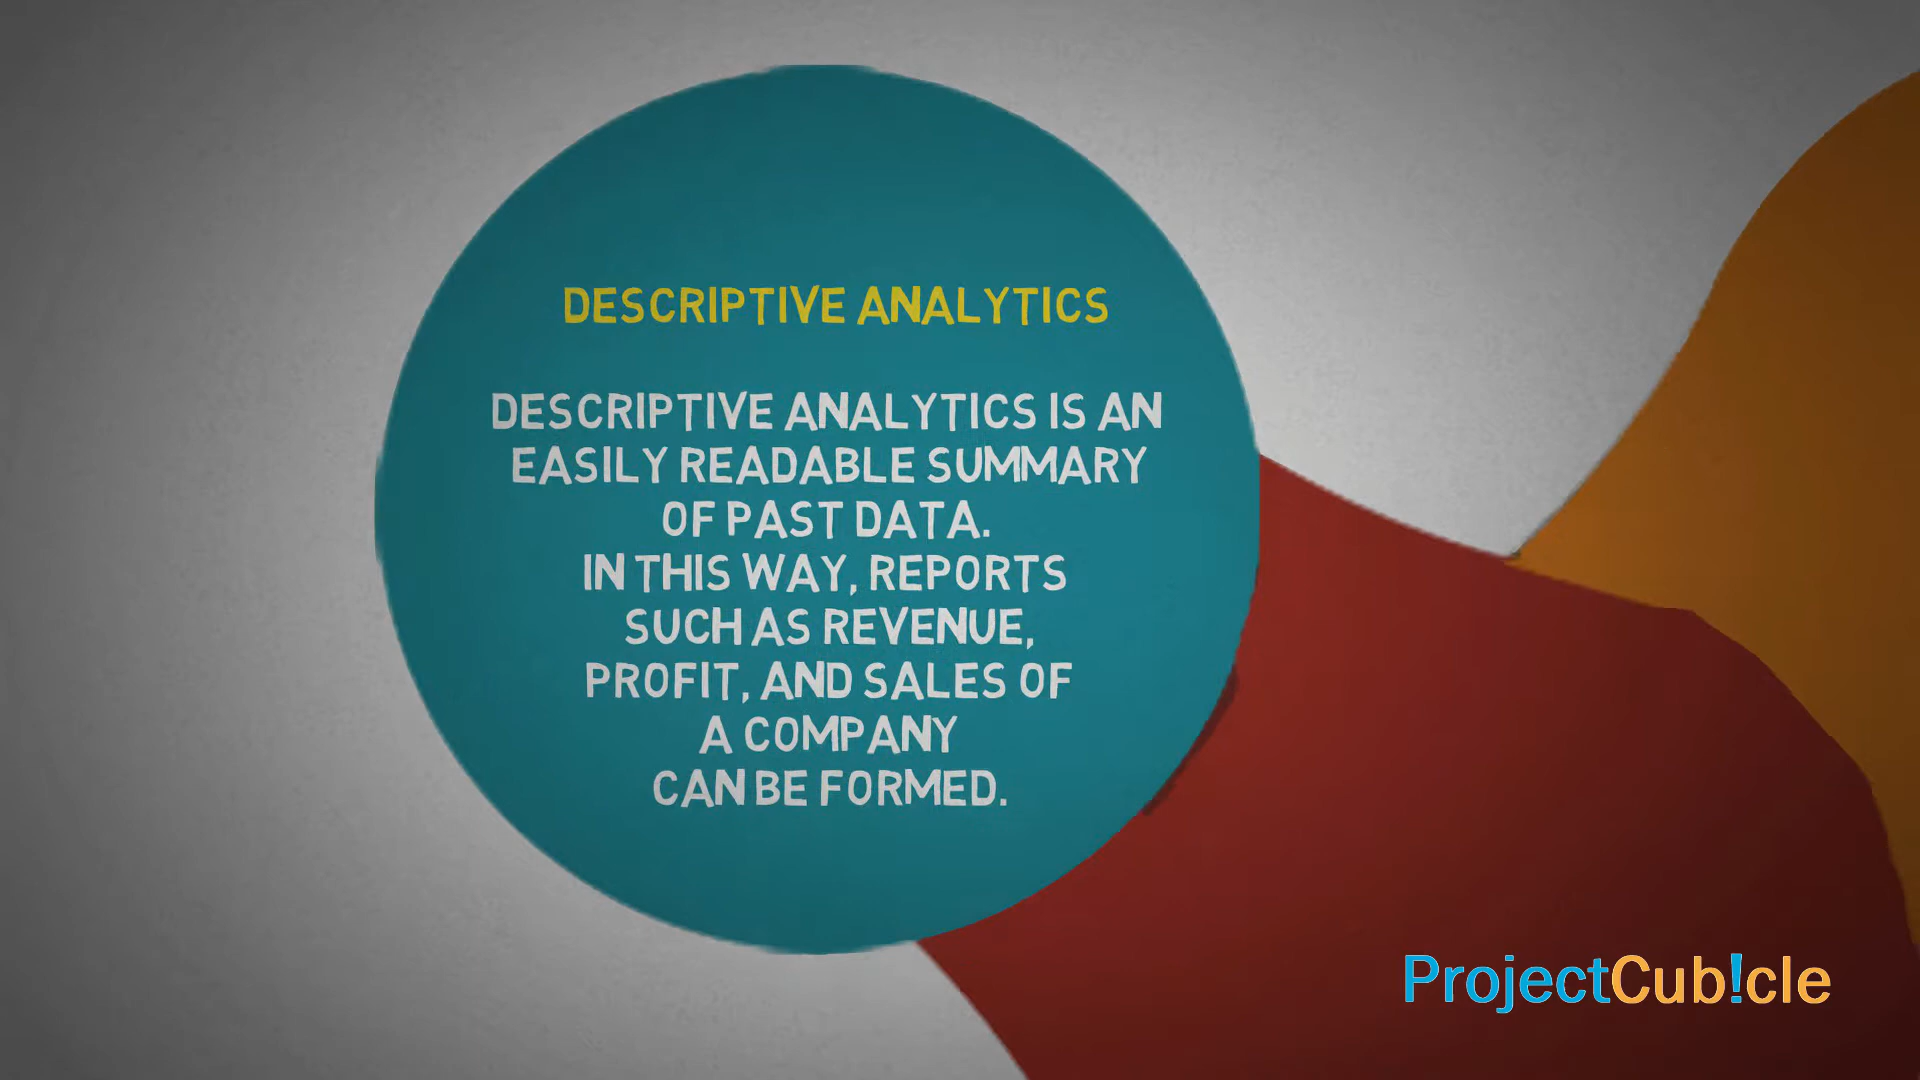 DESCRIPTIVE ANALYTICS
DESCRIPTIVE ANALYTICS IS AN
EASILY READABLE SUMMARY
OF PAST DATA.
IN THIS WAY, REPORTS
SUCH AS REVENUE,
PROFIT, AND SALES OF
A COMPANY
CAN BE FORMED.
ProjectCub!cle